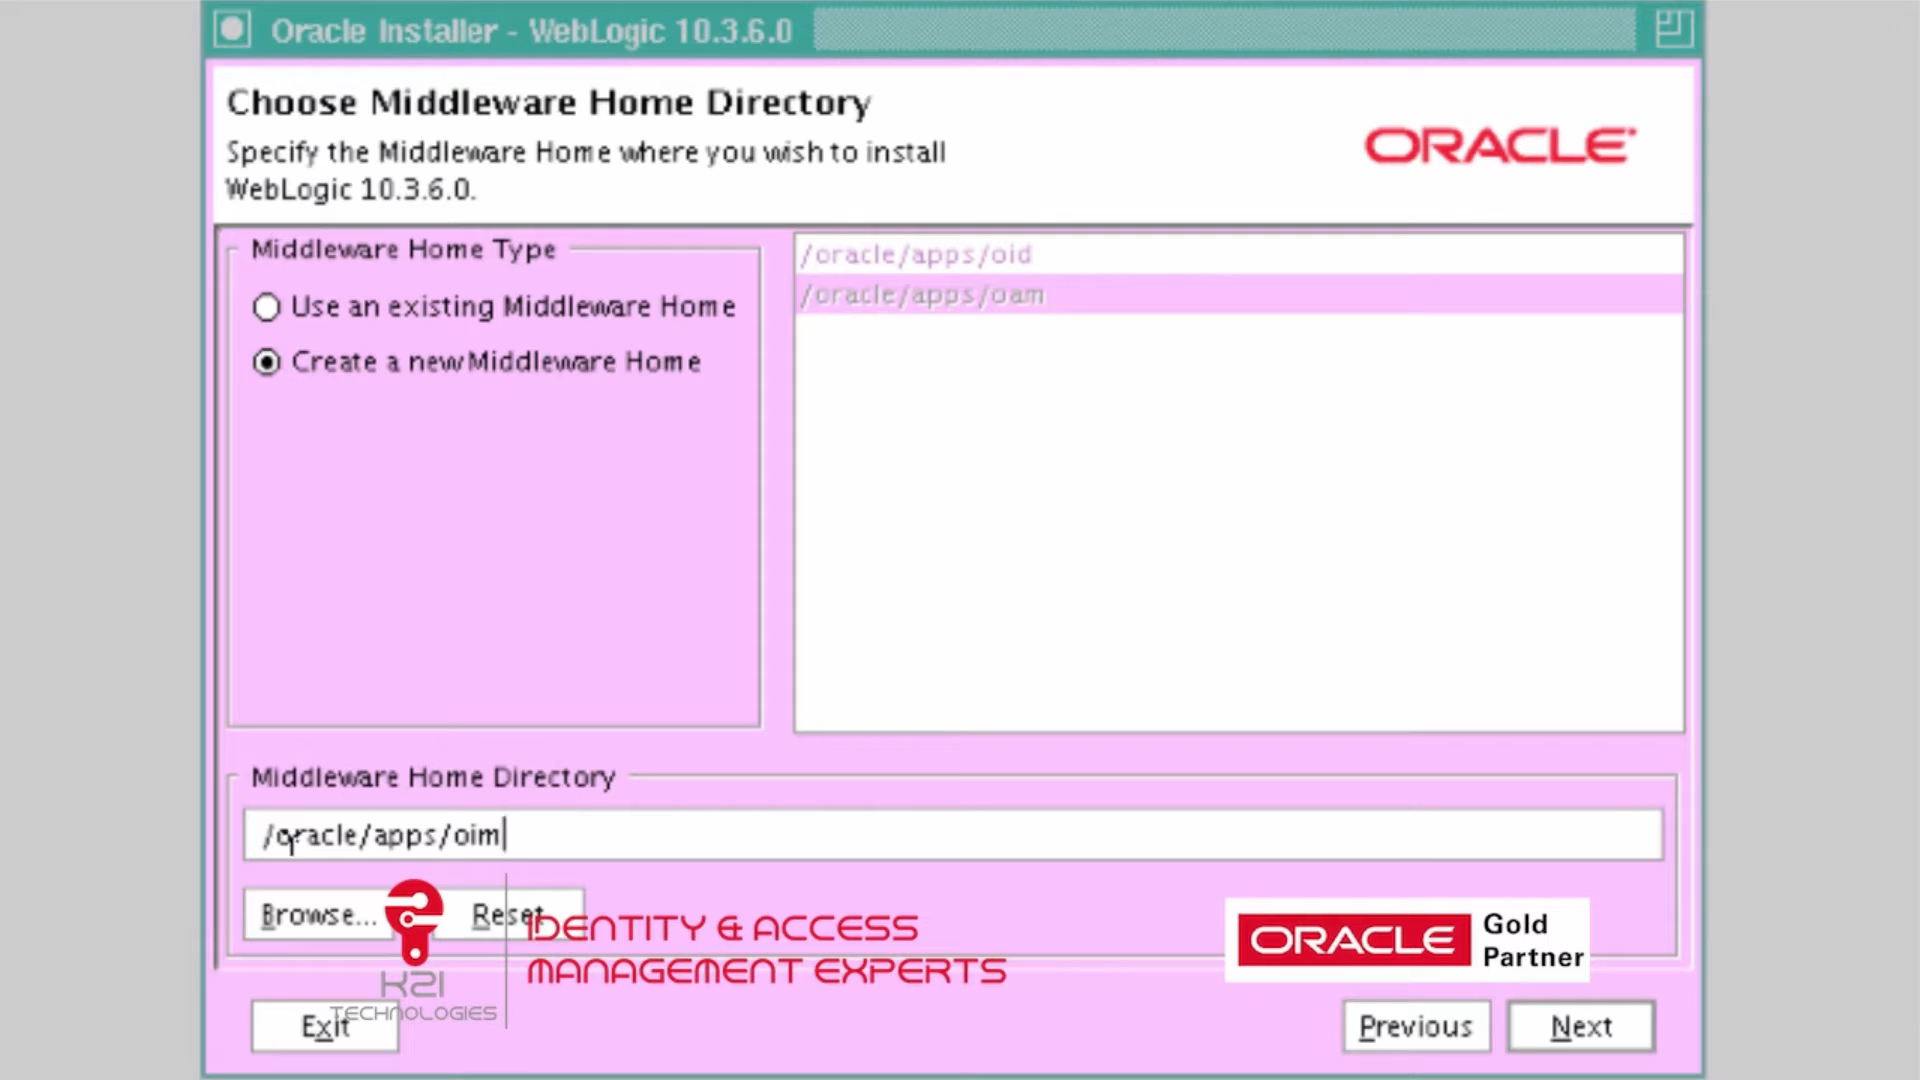 Oracle Installer - WebLogic 10.3.6.0
Choose Middleware Home Directory
Specify the Middleware Home where you wish to install
WebLogic 10.3.6.0.
ORACLE
Middleware Home Type
Use an existing Middleware Home
Create a new Middleware Home
/oracle/apps/oid
/oracle/apps/oam
Middleware Home Directory
/oracle/apps/oim
Browse...
Reset
K21
TECHNOLOGIES
IDENTITY & ACCESS
MANAGEMENT EXPERTS
ORACLE
Gold
Partner
Exit
Previous
Next